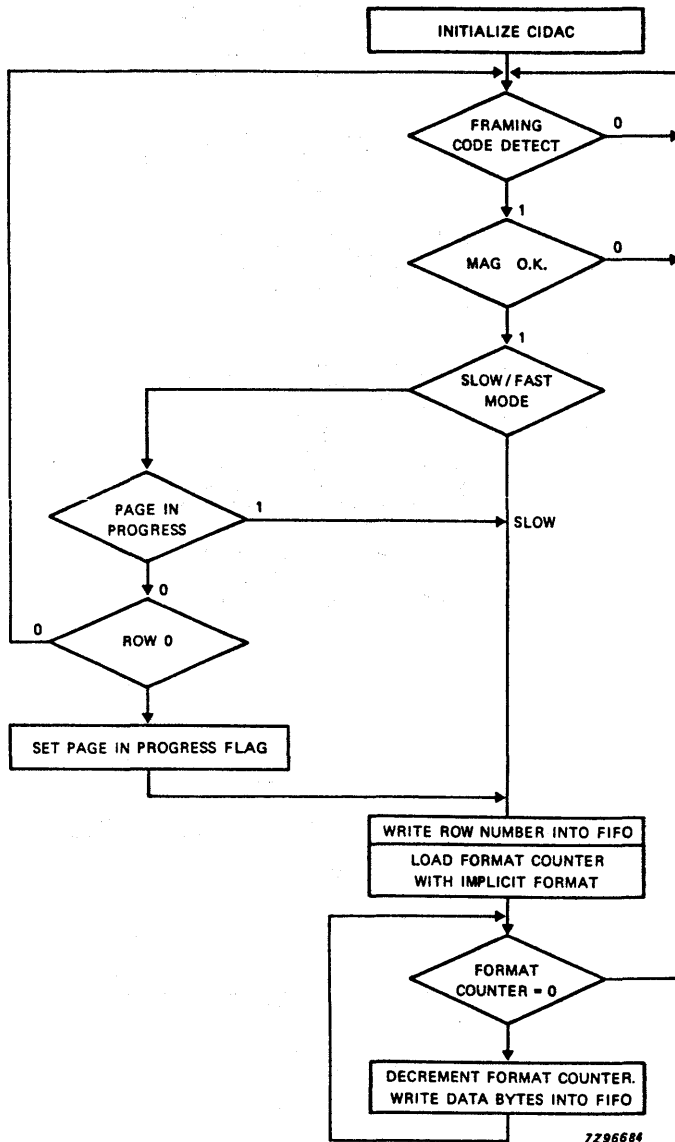 INITIALIZE CIDAC
FRAMING
CODE DETECT
0
1
MAG O.K.
0
1
SLOW/FAST
MODE
PAGE IN
PROGRESS
1
SLOW
0
0
ROW 0
SET PAGE IN PROGRESS FLAG
WRITE ROW NUMBER INTO FIFO
LOAD FORMAT COUNTER
WITH IMPLICIT FORMAT
FORMAT
COUNTER = 0
DECREMENT FORMAT COUNTER.
WRITE DATA BYTES INTO FIFO
7Z96684